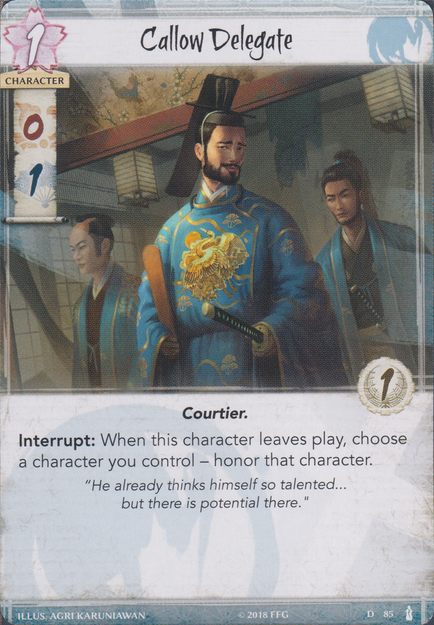 1
Callow Delegate
CHARACTER
0
1
1
Courtier.
Interrupt: When this character leaves play, choose
a character you control – honor that character.
"He already thinks himself so talented...
but there is potential there."
ILLUS. AGRI KARUNIAWAN © 2018 FFG D 85